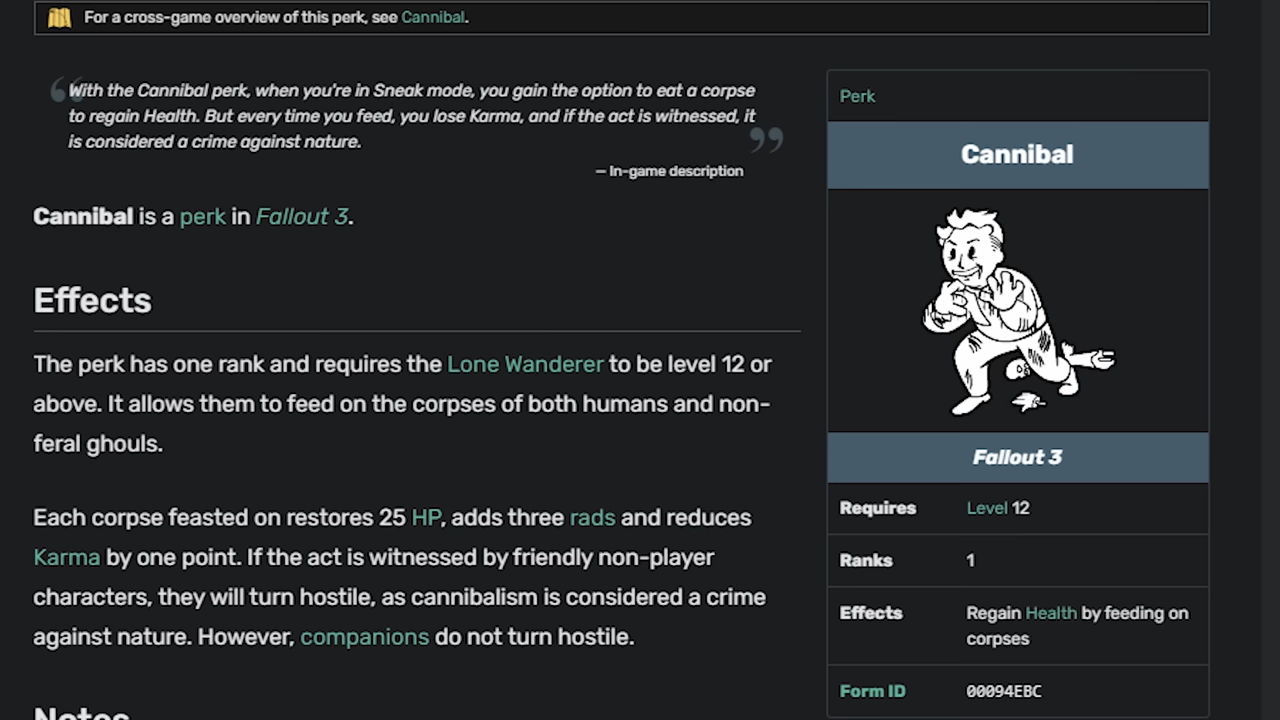 For a cross-game overview of this perk, see Cannibal.
“With the Cannibal perk, when you're in Sneak mode, you gain the option to eat a corpse
to regain Health. But every time you feed, you lose Karma, and if the act is witnessed, it
is considered a crime against nature.”
— In-game description
Cannibal is a perk in Fallout 3.
Effects
The perk has one rank and requires the Lone Wanderer to be level 12 or
above. It allows them to feed on the corpses of both humans and non-
feral ghouls.
Each corpse feasted on restores 25 HP, adds three rads and reduces
Karma by one point. If the act is witnessed by friendly non-player
characters, they will turn hostile, as cannibalism is considered a crime
against nature. However, companions do not turn hostile.
Notes
Perk
Cannibal
Fallout 3
Requires Level 12
Ranks 1
Effects Regain Health by feeding on
corpses
Form ID 00094EBC